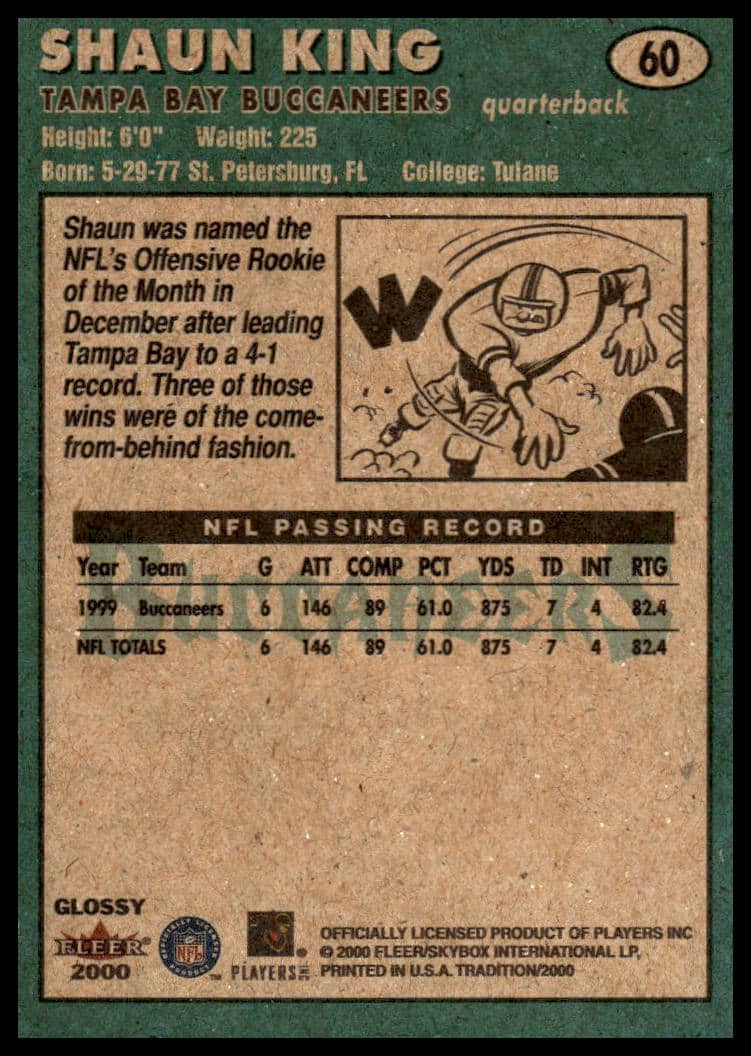 SHAUN KING
60
TAMPA BAY BUCCANEERS quarterback
Height: 6'0" Weight: 225
Born: 5-29-77 St. Petersburg, FL College: Tulane
Shaun was named the
NFL's Offensive Rookie
of the Month in
December after leading
Tampa Bay to a 4-1
record. Three of those
wins were of the come-
from-behind fashion.
W
NFL PASSING RECORD
BUCCANEERS
Year Team G ATT COMP PCT YDS TD INT RTG
1999 Buccaneers 6 146 89 61.0 875 7 4 82.4
NFL TOTALS 6 146 89 61.0 875 7 4 82.4
GLOSSY
FLEER
2000
NFL
TM
PLAYERS INC
®
OFFICIALLY LICENSED PRODUCT OF PLAYERS INC
© 2000 FLEER/SKYBOX INTERNATIONAL LP,
PRINTED IN U.S.A. TRADITION/2000